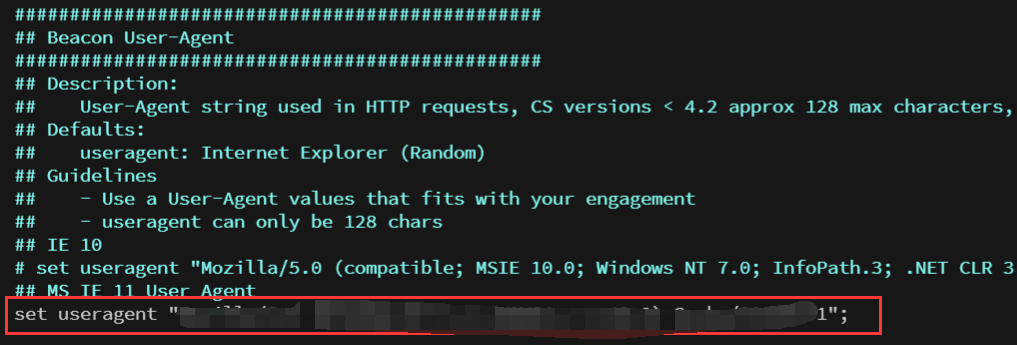 #################################################
## Beacon User-Agent
#################################################
## Description:
##    User-Agent string used in HTTP requests, CS versions < 4.2 approx 128 max characters,
## Defaults:
##    useragent: Internet Explorer (Random)
## Guidelines
##    - Use a User-Agent values that fits with your engagement
##    - useragent can only be 128 chars
## IE 10
# set useragent "Mozilla/5.0 (compatible; MSIE 10.0; Windows NT 7.0; InfoPath.3; .NET CLR 3
## MS IE 11 User Agent
set useragent " 1";